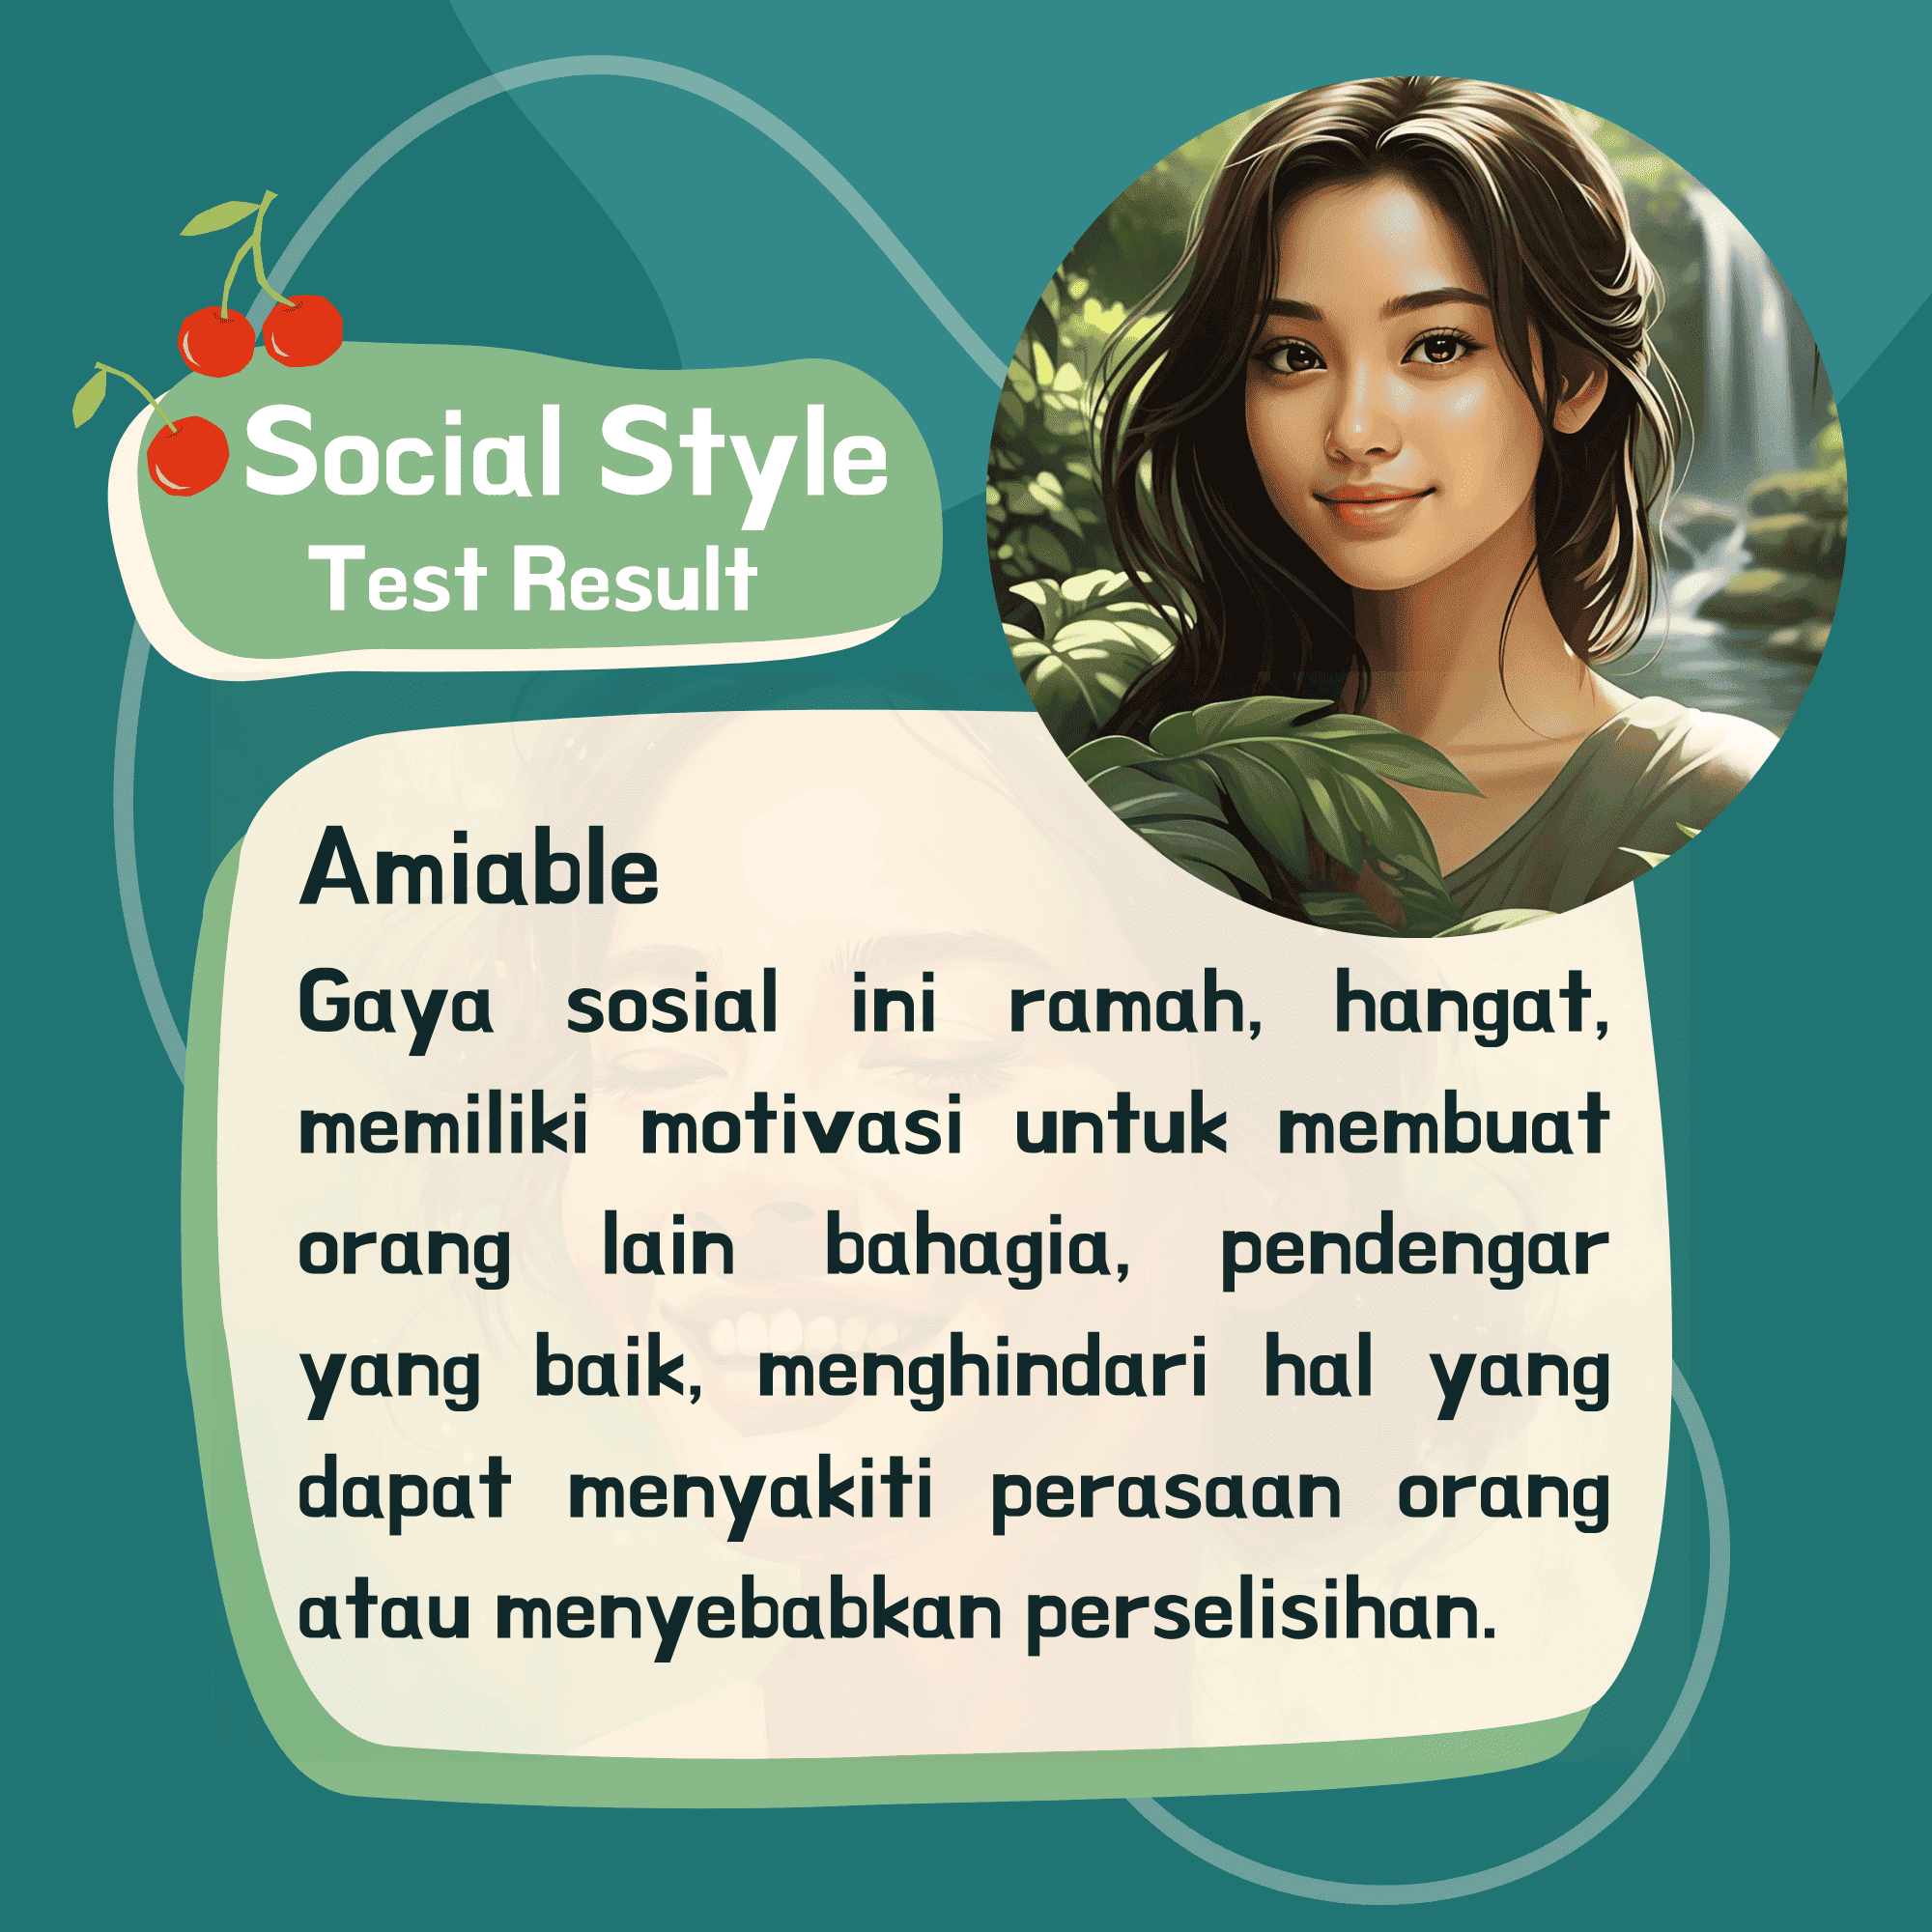 Social Style
Test Result
Amiable
Gaya sosial ini ramah, hangat,
memiliki motivasi untuk membuat
orang lain bahagia, pendengar
yang baik, menghindari hal yang
dapat menyakiti perasaan orang
atau menyebabkan perselisihan.